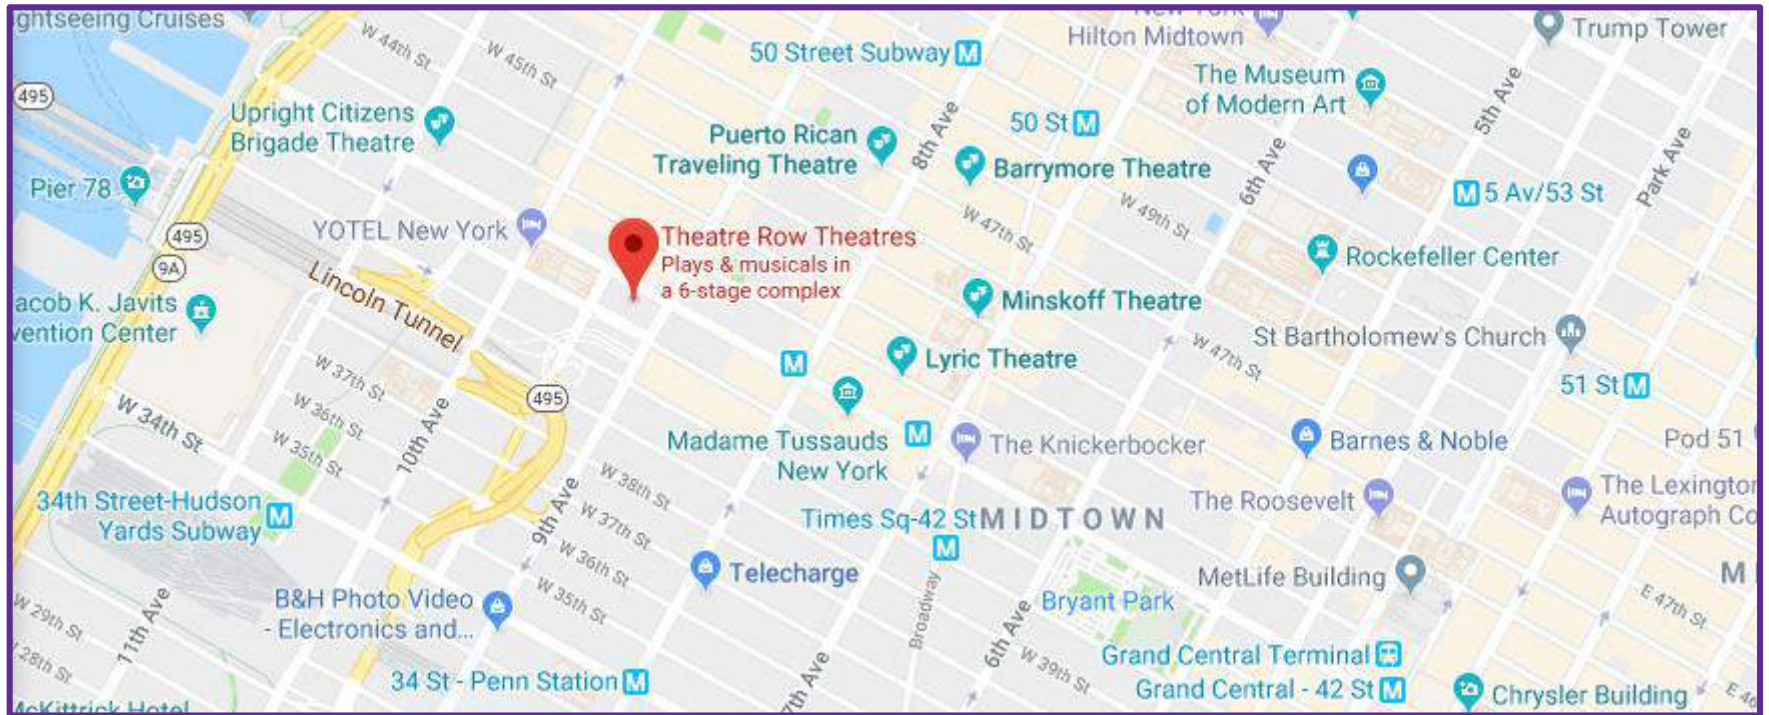 ghtseeing Cruises
Hilton Midtown
Trump Tower
W 44th St
W 45th St
50 Street Subway
M
495
The Museum
of Modern Art
5th Ave
Upright Citizens
Brigade Theatre
Puerto Rican
Traveling Theatre
8th Ave
50 St
M
Barrymore Theatre
6th Ave
Park Ave
Pier 78
M
5 Av/53 St
W 47th St
W 49th St
495
YOTEL New York
Theatre Row Theatres
Plays & musicals in
a 6-stage complex
Rockefeller Center
9A
Lincoln Tunnel
acob K. Javits
vention Center
Minskoff Theatre
St Bartholomew's Church
W 47th St
M
Lyric Theatre
W 37th St
51 St
M
W 34th St
W 36th St
W 35th St
10th Ave
495
Madame Tussauds
New York
M
The Knickerbocker
Barnes & Noble
Pod 51
34th Street-Hudson
Yards Subway
M
9th Ave
W 38th St
W 37th St
W 36th St
W 35th St
Times Sq-42 St
M
MIDTOWN
The Roosevelt
The Lexington
Autograph Co
Telecharge
MetLife Building
M
W 29th St
28th St
11th Ave
B&H Photo Video
- Electronics and...
Broadway
Bryant Park
6th Ave
E 47th St
34 St - Penn Station
M
7th Ave
W 39th St
Grand Central Terminal
Grand Central - 42 St
M
Chrysler Building
E 46
McKittrick Hotel